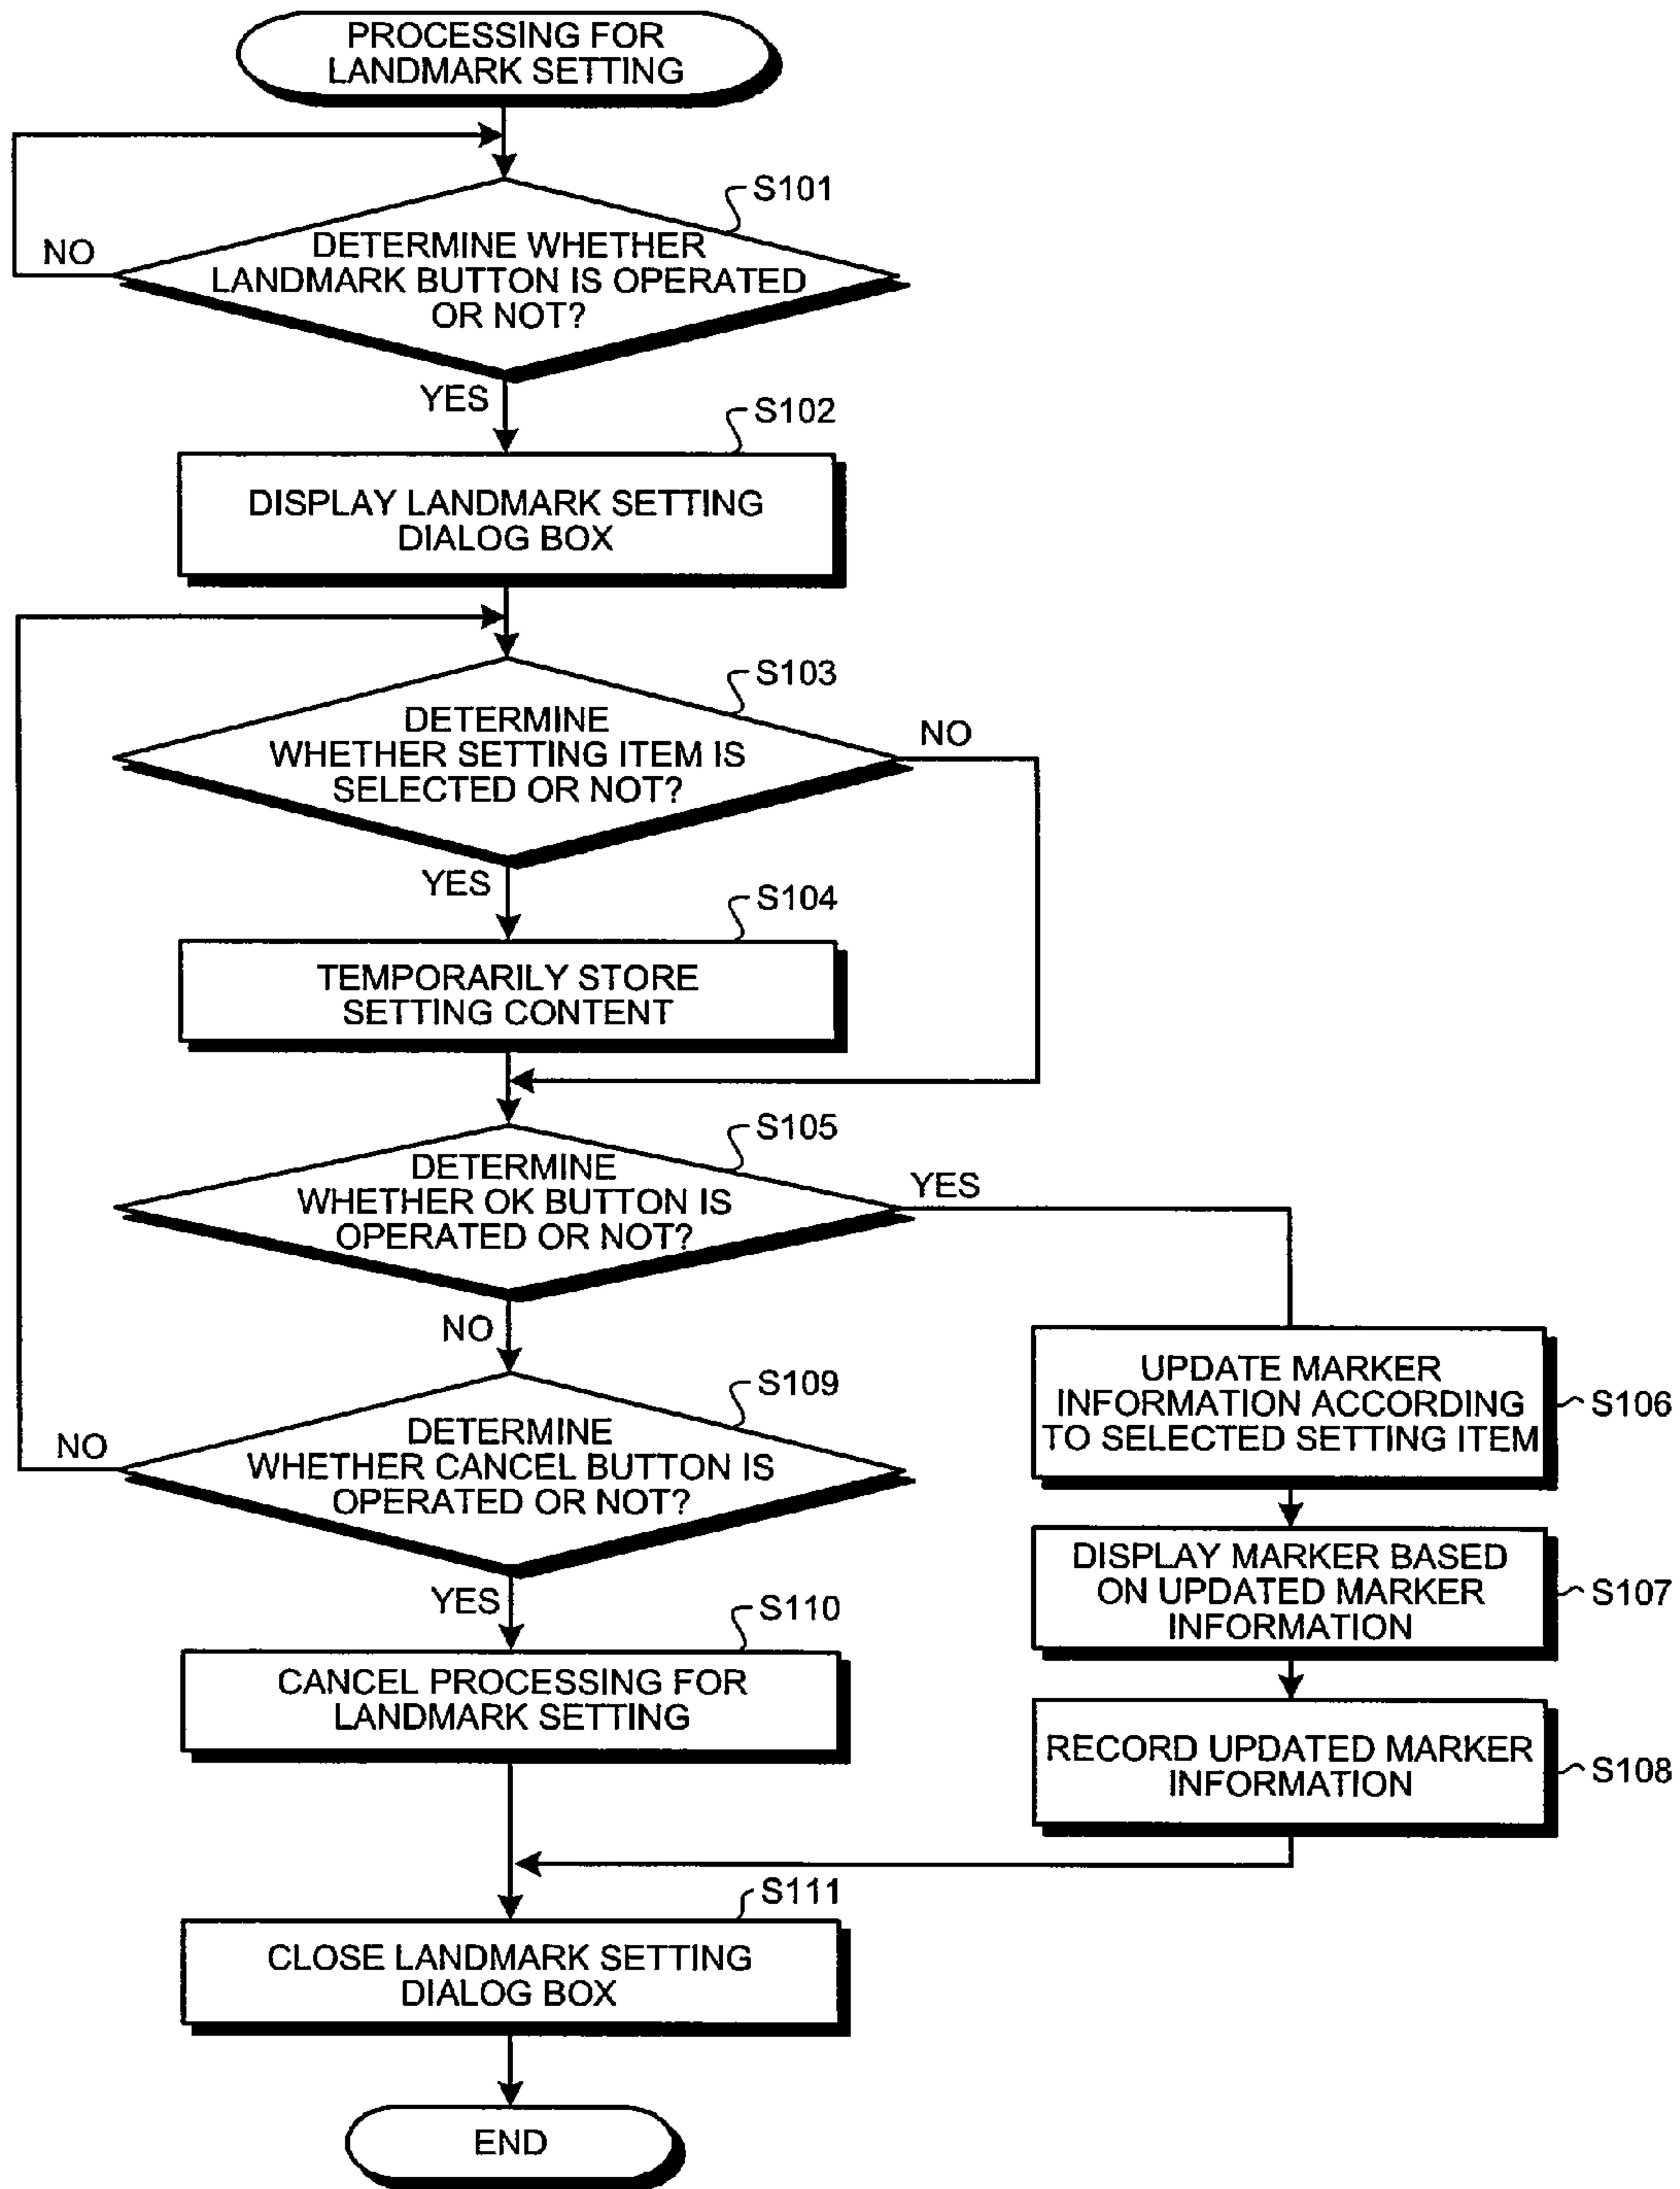 PROCESSING FOR
LANDMARK SETTING
S101
NO
DETERMINE WHETHER
LANDMARK BUTTON IS OPERATED
OR NOT?
YES
S102
DISPLAY LANDMARK SETTING
DIALOG BOX
S103
DETERMINE
WHETHER SETTING ITEM IS
SELECTED OR NOT?
NO
YES
S104
TEMPORARILY STORE
SETTING CONTENT
S105
DETERMINE
WHETHER OK BUTTON IS
OPERATED OR NOT?
YES
NO
UPDATE MARKER
INFORMATION ACCORDING
TO SELECTED SETTING ITEM
S106
DISPLAY MARKER BASED
ON UPDATED MARKER
INFORMATION
S107
RECORD UPDATED MARKER
INFORMATION
S108
S109
NO
DETERMINE
WHETHER CANCEL BUTTON IS
OPERATED OR NOT?
YES
S110
CANCEL PROCESSING FOR
LANDMARK SETTING
S111
CLOSE LANDMARK SETTING
DIALOG BOX
END